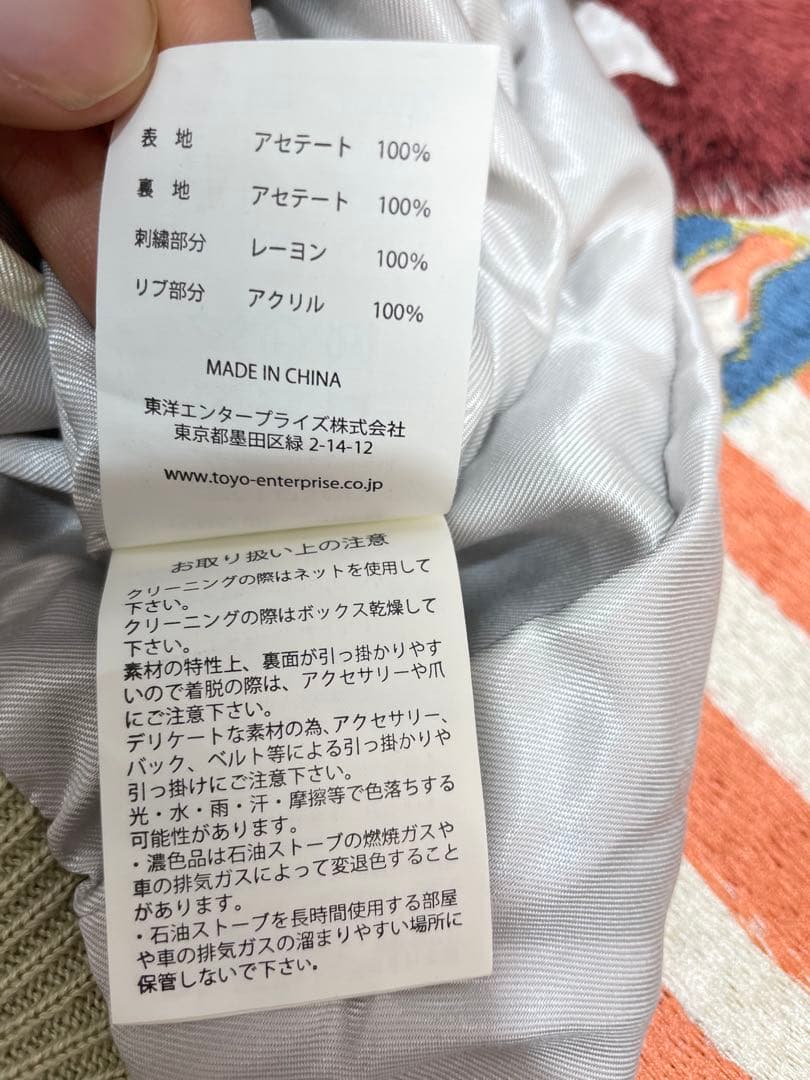 表 地 アセテート 100%
裏 地 アセテート 100%
刺繍部分 レーヨン 100%
リブ部分 アクリル 100%
MADE IN CHINA
東洋エンタープライズ株式会社
東京都墨田区緑 2-14-12
www.toyo-enterprise.co.jp
お取り扱い上の注意
クリーニングの際はネットを使用して
下さい。
クリーニングの際はボックス乾燥して
下さい。
素材の特性上、裏面が引っ掛かりやす
いので着脱の際は、アクセサリーや爪
にご注意下さい。
デリケートな素材の為、アクセサリー、
バック、ベルト等による引っ掛かりや
引っ掛けにご注意下さい。
光・水・雨・汗・摩擦等で色落ちする
可能性があります。
・濃色品は石油ストーブの燃焼ガスや
車の排気ガスによって変退色すること
があります。
・石油ストーブを長時間使用する部屋
や車の排気ガスの溜まりやすい場所に
保管しないで下さい。